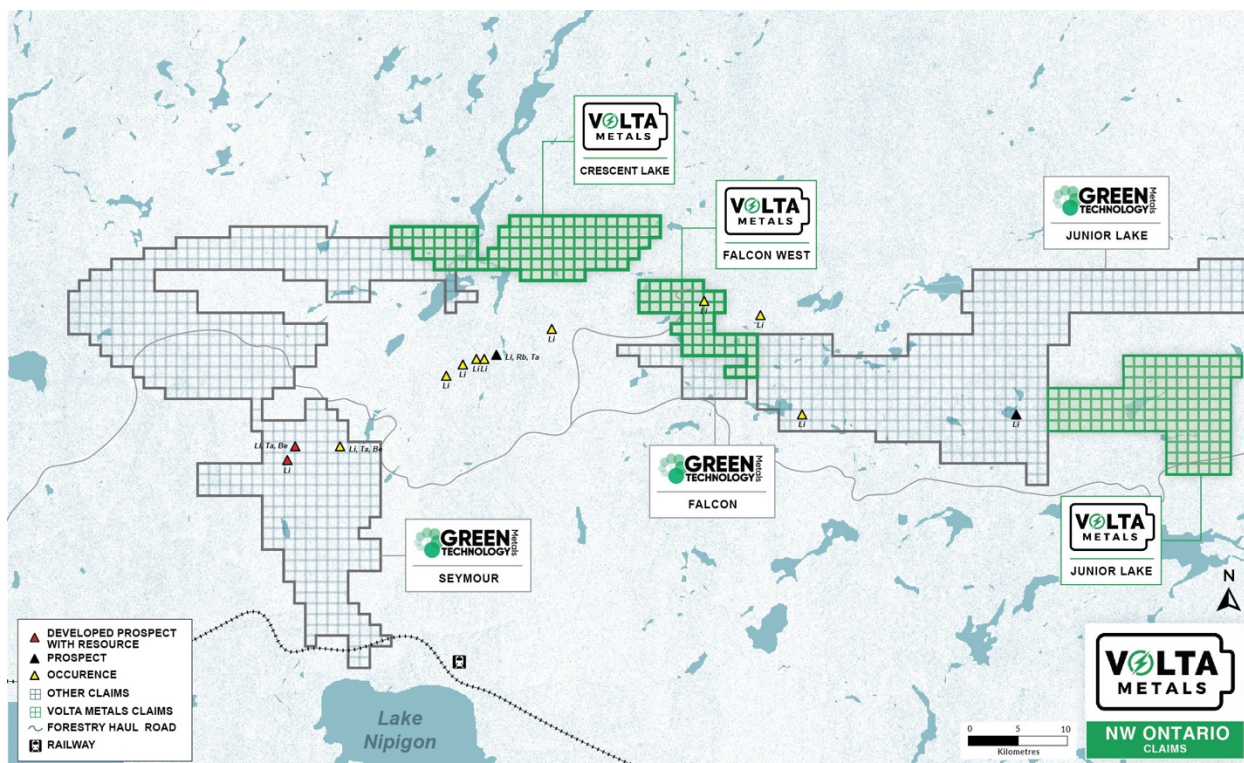 VOLTA
METALS
CRESCENT LAKE
VOLTA
METALS
FALCON WEST
GREEN
TECHNOLOGY
Metals
JUNIOR LAKE
Li
Li
Li
Li, Rb, Ta
Li
Li
Li
Li
Li
Li
Li, Ta, Be
Li, Ta, Be
Li
GREEN
TECHNOLOGY
Metals
FALCON
VOLTA
METALS
JUNIOR LAKE
GREEN
TECHNOLOGY
Metals
SEYMOUR
N
DEVELOPED PROSPECT
WITH RESOURCE
PROSPECT
OCCURENCE
OTHER CLAIMS
VOLTA METALS CLAIMS
FORESTRY HAUL ROAD
RAILWAY
Lake
Nipigon
0 5 10
Kilometres
VOLTA
METALS
NW ONTARIO
CLAIMS